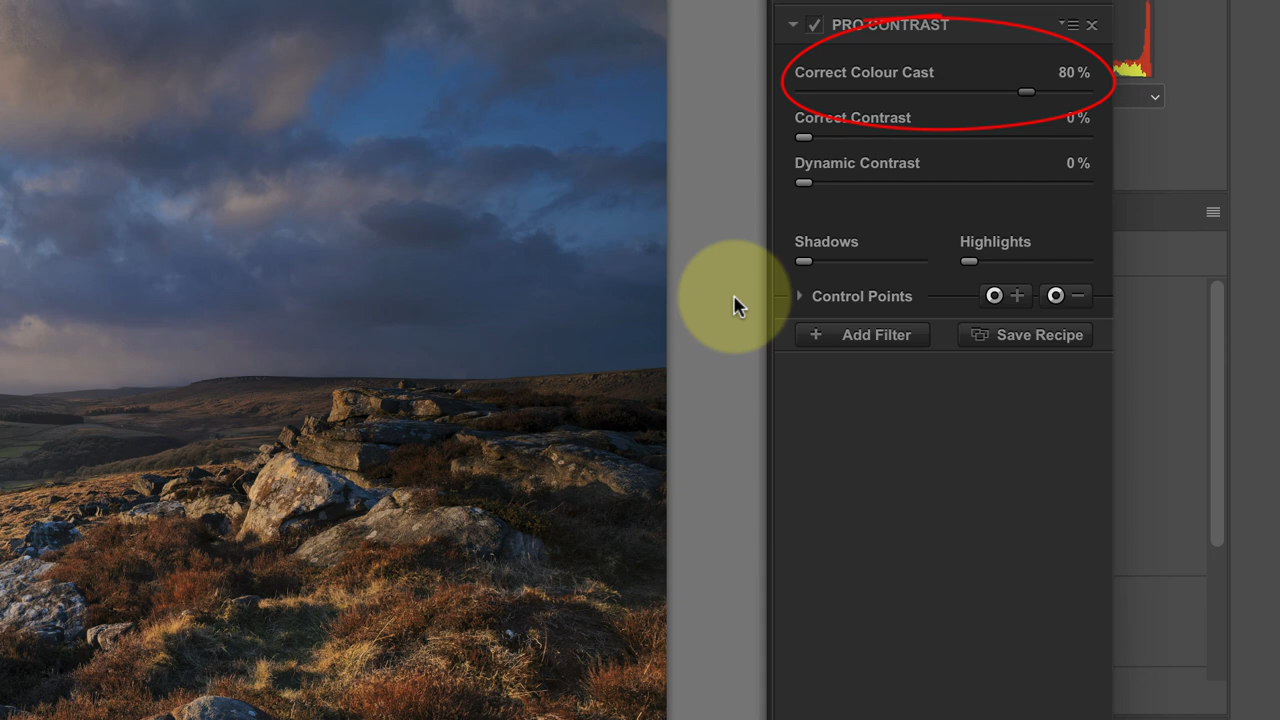 PRO CONTRAST
Correct Colour Cast 80 %
Correct Contrast 0 %
Dynamic Contrast 0 %
Shadows Highlights
Control Points
Add Filter Save Recipe